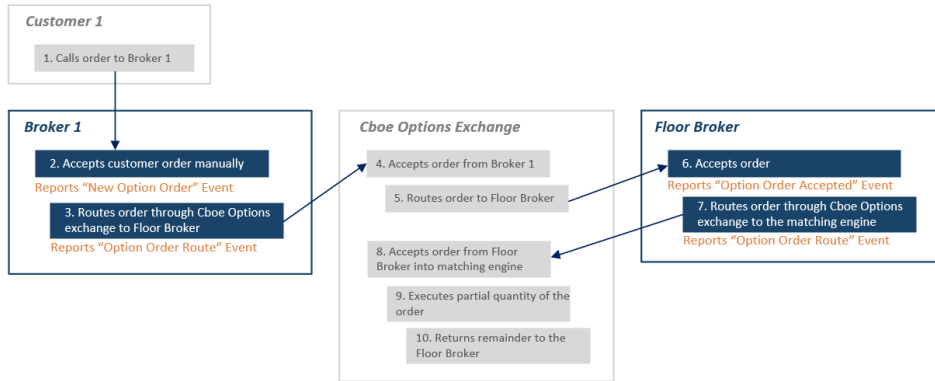 Customer 1
1. Calls order to Broker 1
Broker 1
2. Accepts customer order manually
Reports “New Option Order” Event
3. Routes order through Cboe Options
exchange to Floor Broker
Reports “Option Order Route” Event
Cboe Options Exchange
4. Accepts order from Broker 1
5. Routes order to Floor Broker
8. Accepts order from Floor
Broker into matching engine
9. Executes partial quantity of the
order
10. Returns remainder to the
Floor Broker
Floor Broker
6. Accepts order
Reports “Option Order Accepted” Event
7. Routes order through Cboe Options
exchange to the matching engine
Reports “Option Order Route” Event